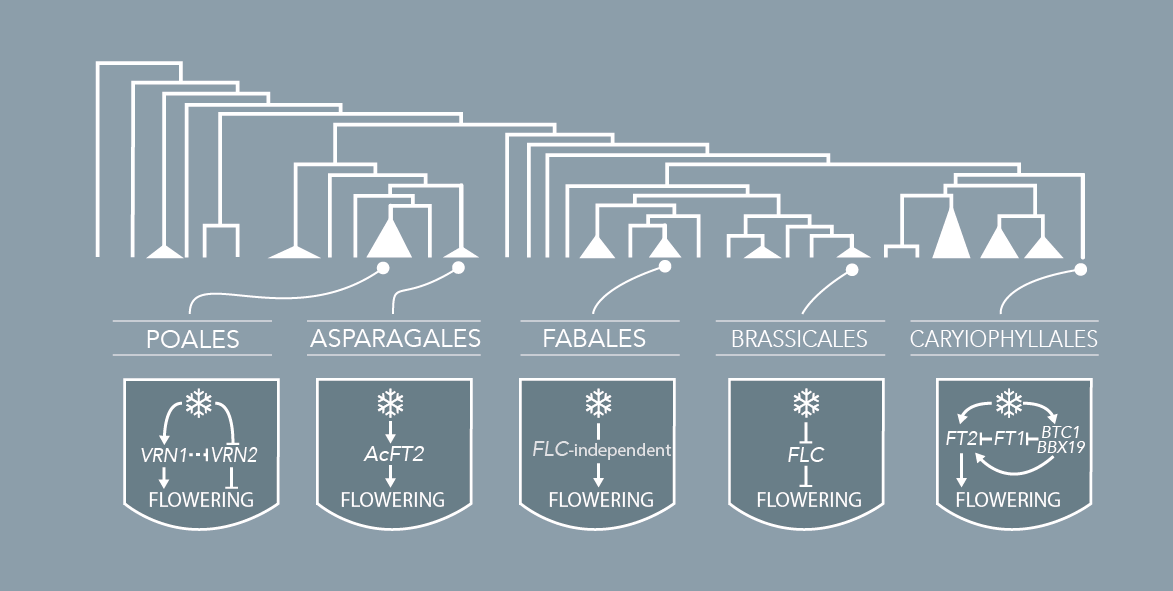 POALES
ASPARAGALES
FABALES
BRASSICALES
CARYIOPHYLLALES
VRN1 VRN2
FLOWERING
AcFT2
FLOWERING
FLC-independent
FLOWERING
FLC
FLOWERING
FT2 FT1 BTC1
BBX19
FLOWERING